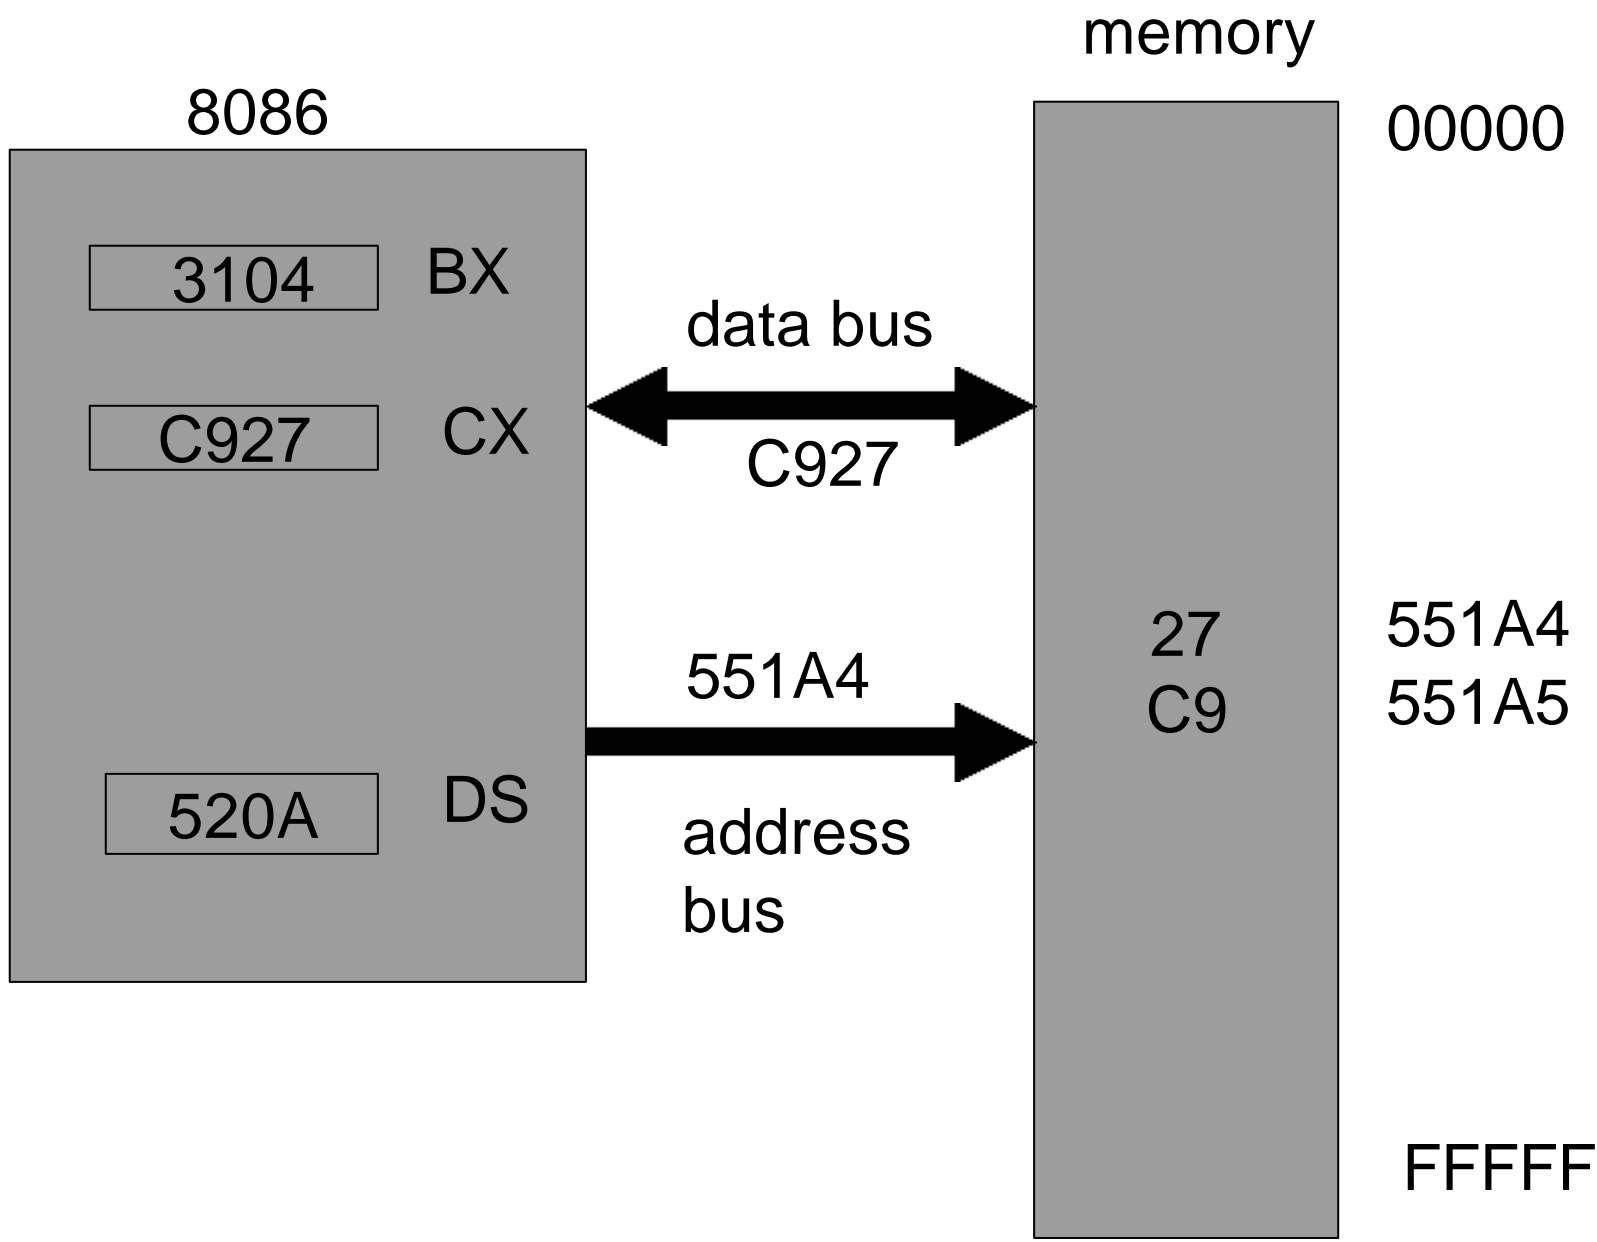 memory
8086
00000
3104 BX
data bus
C927 CX
C927
27 551A4
551A4
C9 551A5
520A DS
address
bus
FFFFF